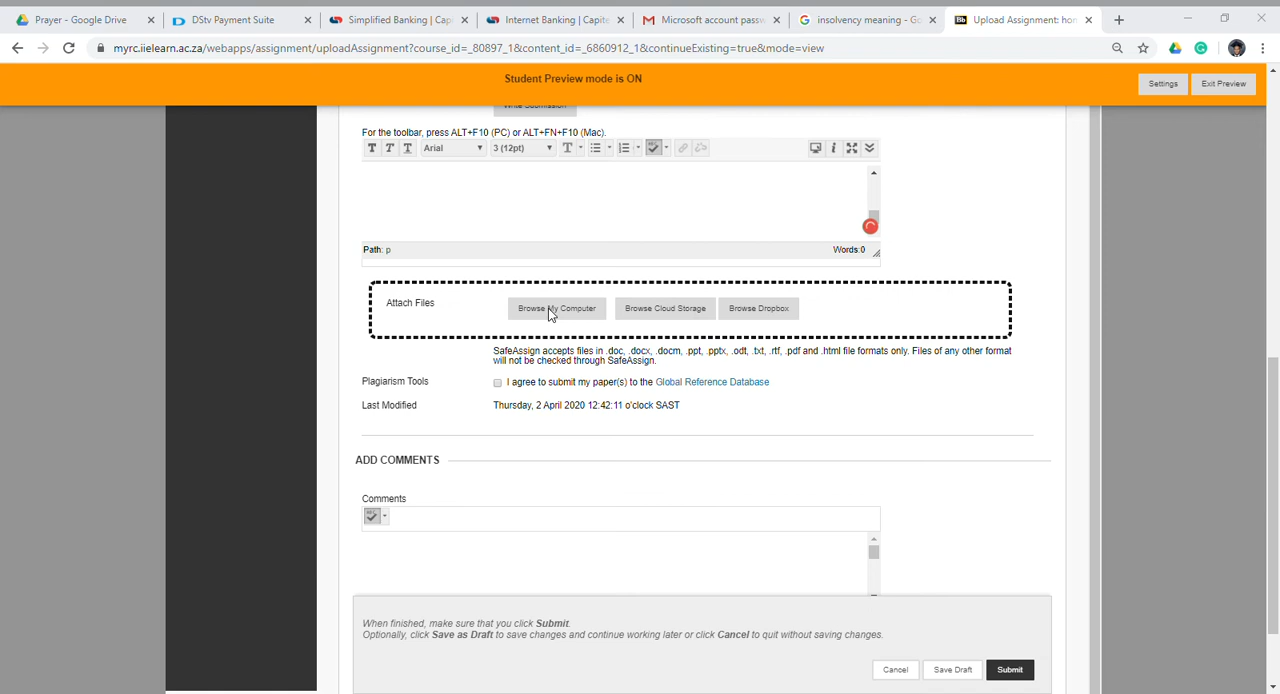 Prayer - Google Drive
DStv Payment Suite
Simplified Banking | Cap
Internet Banking | Capite
Microsoft account passw
insolvency meaning - Go
Upload Assignment: hon
myrc.iielearn.ac.za/webapps/assignment/uploadAssignment?course_id=_80897_1&content_id=_6860912_1&continueExisting=true&mode=view
Student Preview mode is ON
Settings
Exit Preview
Write Submission
For the toolbar, press ALT+F10 (PC) or ALT+FN+F10 (Mac).
T T T Arial 3 (12pt) T
Path: p
Words:0
Attach Files
Browse My Computer
Browse Cloud Storage
Browse Dropbox
SafeAssign accepts files in .doc, .docx, .docm, .ppt, .pptx, .odt, .txt, .rtf, .pdf and .html file formats only. Files of any other format
will not be checked through SafeAssign.
Plagiarism Tools
I agree to submit my paper(s) to the Global Reference Database
Last Modified
Thursday, 2 April 2020 12:42:11 o'clock SAST
ADD COMMENTS
Comments
When finished, make sure that you click Submit.
Optionally, click Save as Draft to save changes and continue working later or click Cancel to quit without saving changes.
Cancel
Save Draft
Submit